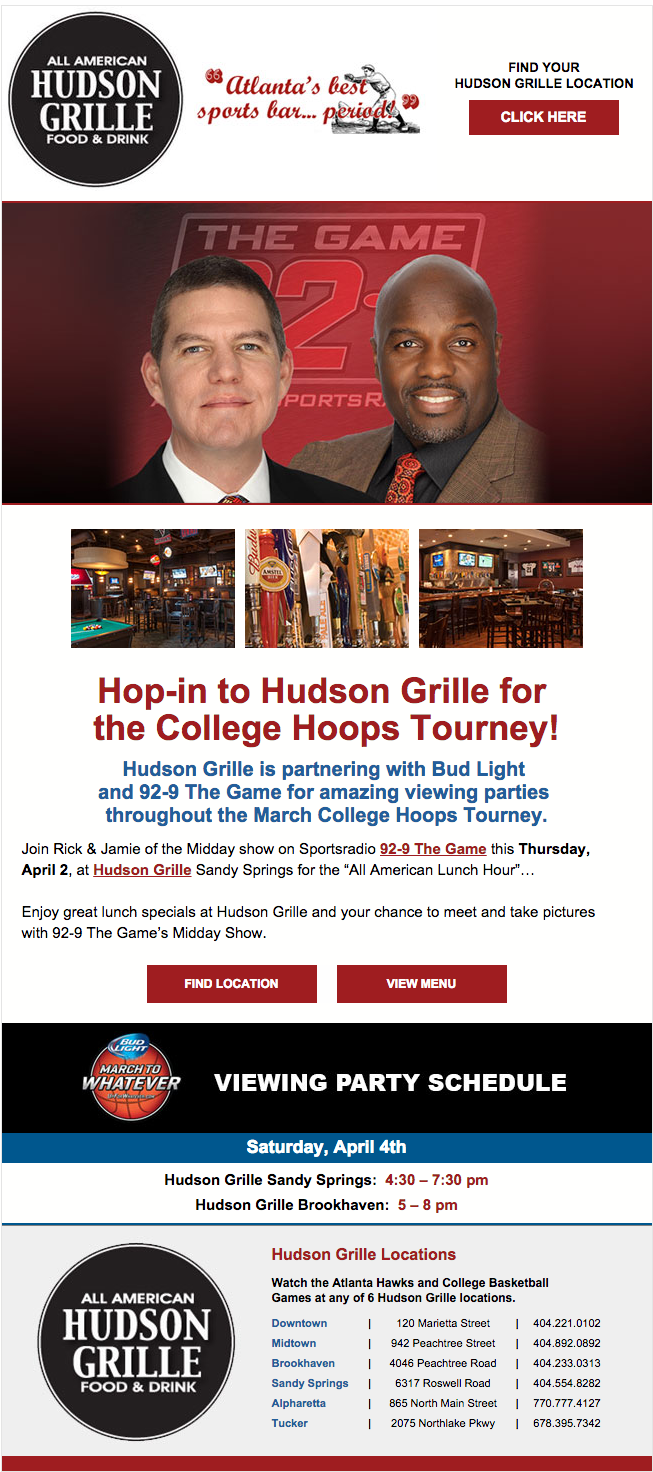 ALL AMERICAN
HUDSON
GRILLE
FOOD & DRINK
“Atlanta's best
sports bar... period!”
FIND YOUR
HUDSON GRILLE LOCATION
CLICK HERE
THE GAME
92·
SPORTSRA
AMSTEL
Hop-in to Hudson Grille for
the College Hoops Tourney!
Hudson Grille is partnering with Bud Light
and 92-9 The Game for amazing viewing parties
throughout the March College Hoops Tourney.
Join Rick & Jamie of the Midday show on Sportsradio 92-9 The Game this Thursday,
April 2, at Hudson Grille Sandy Springs for the “All American Lunch Hour”…
Enjoy great lunch specials at Hudson Grille and your chance to meet and take pictures
with 92-9 The Game’s Midday Show.
FIND LOCATION
VIEW MENU
BUD
LIGHT
MARCH TO
WHATEVER
VIEWING PARTY SCHEDULE
Saturday, April 4th
Hudson Grille Sandy Springs: 4:30 – 7:30 pm
Hudson Grille Brookhaven: 5 – 8 pm
ALL AMERICAN
HUDSON
GRILLE
FOOD & DRINK
Hudson Grille Locations
Watch the Atlanta Hawks and College Basketball
Games at any of 6 Hudson Grille locations.
Downtown | 120 Marietta Street | 404.221.0102
Midtown | 942 Peachtree Street | 404.892.0892
Brookhaven | 4046 Peachtree Road | 404.233.0313
Sandy Springs | 6317 Roswell Road | 404.554.8282
Alpharetta | 865 North Main Street | 770.777.4127
Tucker | 2075 Northlake Pkwy | 678.395.7342